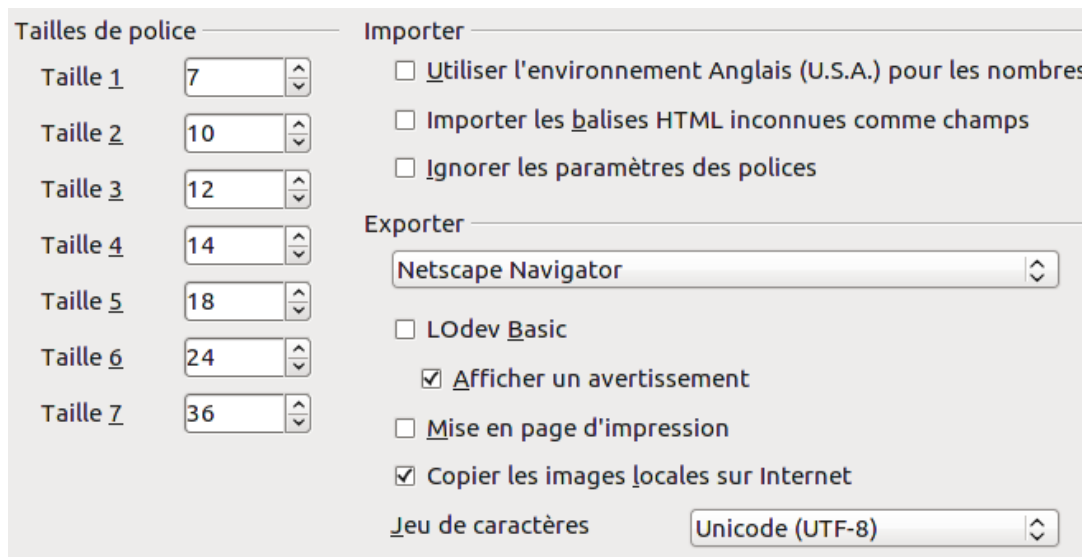 Tailles de police
Taille 1 7
Taille 2 10
Taille 3 12
Taille 4 14
Taille 5 18
Taille 6 24
Taille 7 36
Importer
Utiliser l'environnement Anglais (U.S.A.) pour les nombres
Importer les balises HTML inconnues comme champs
Ignorer les paramètres des polices
Exporter
Netscape Navigator
LOdev Basic
Afficher un avertissement
Mise en page d'impression
Copier les images locales sur Internet
Jeu de caractères Unicode (UTF-8)